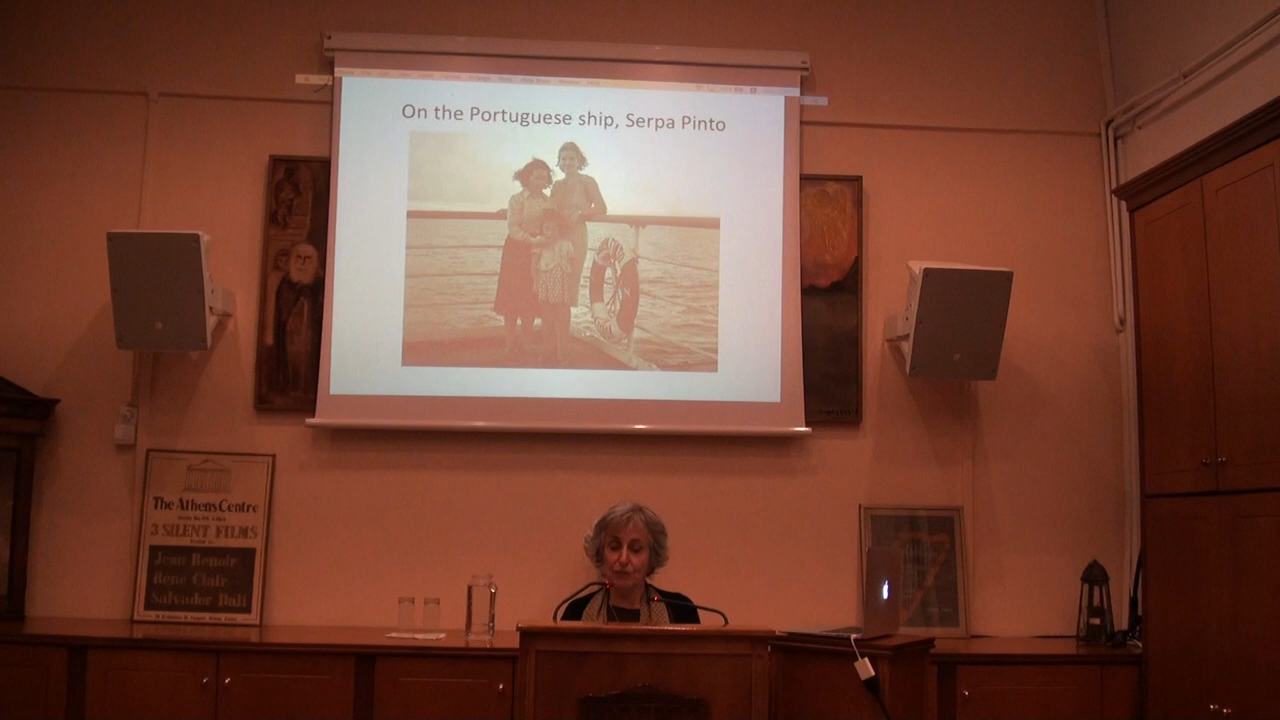 On the Portuguese ship, Serpa Pinto
The Athens Centre
3 SILENT FILMS
Jean Renoir
Rene Clair
Salvador Dali